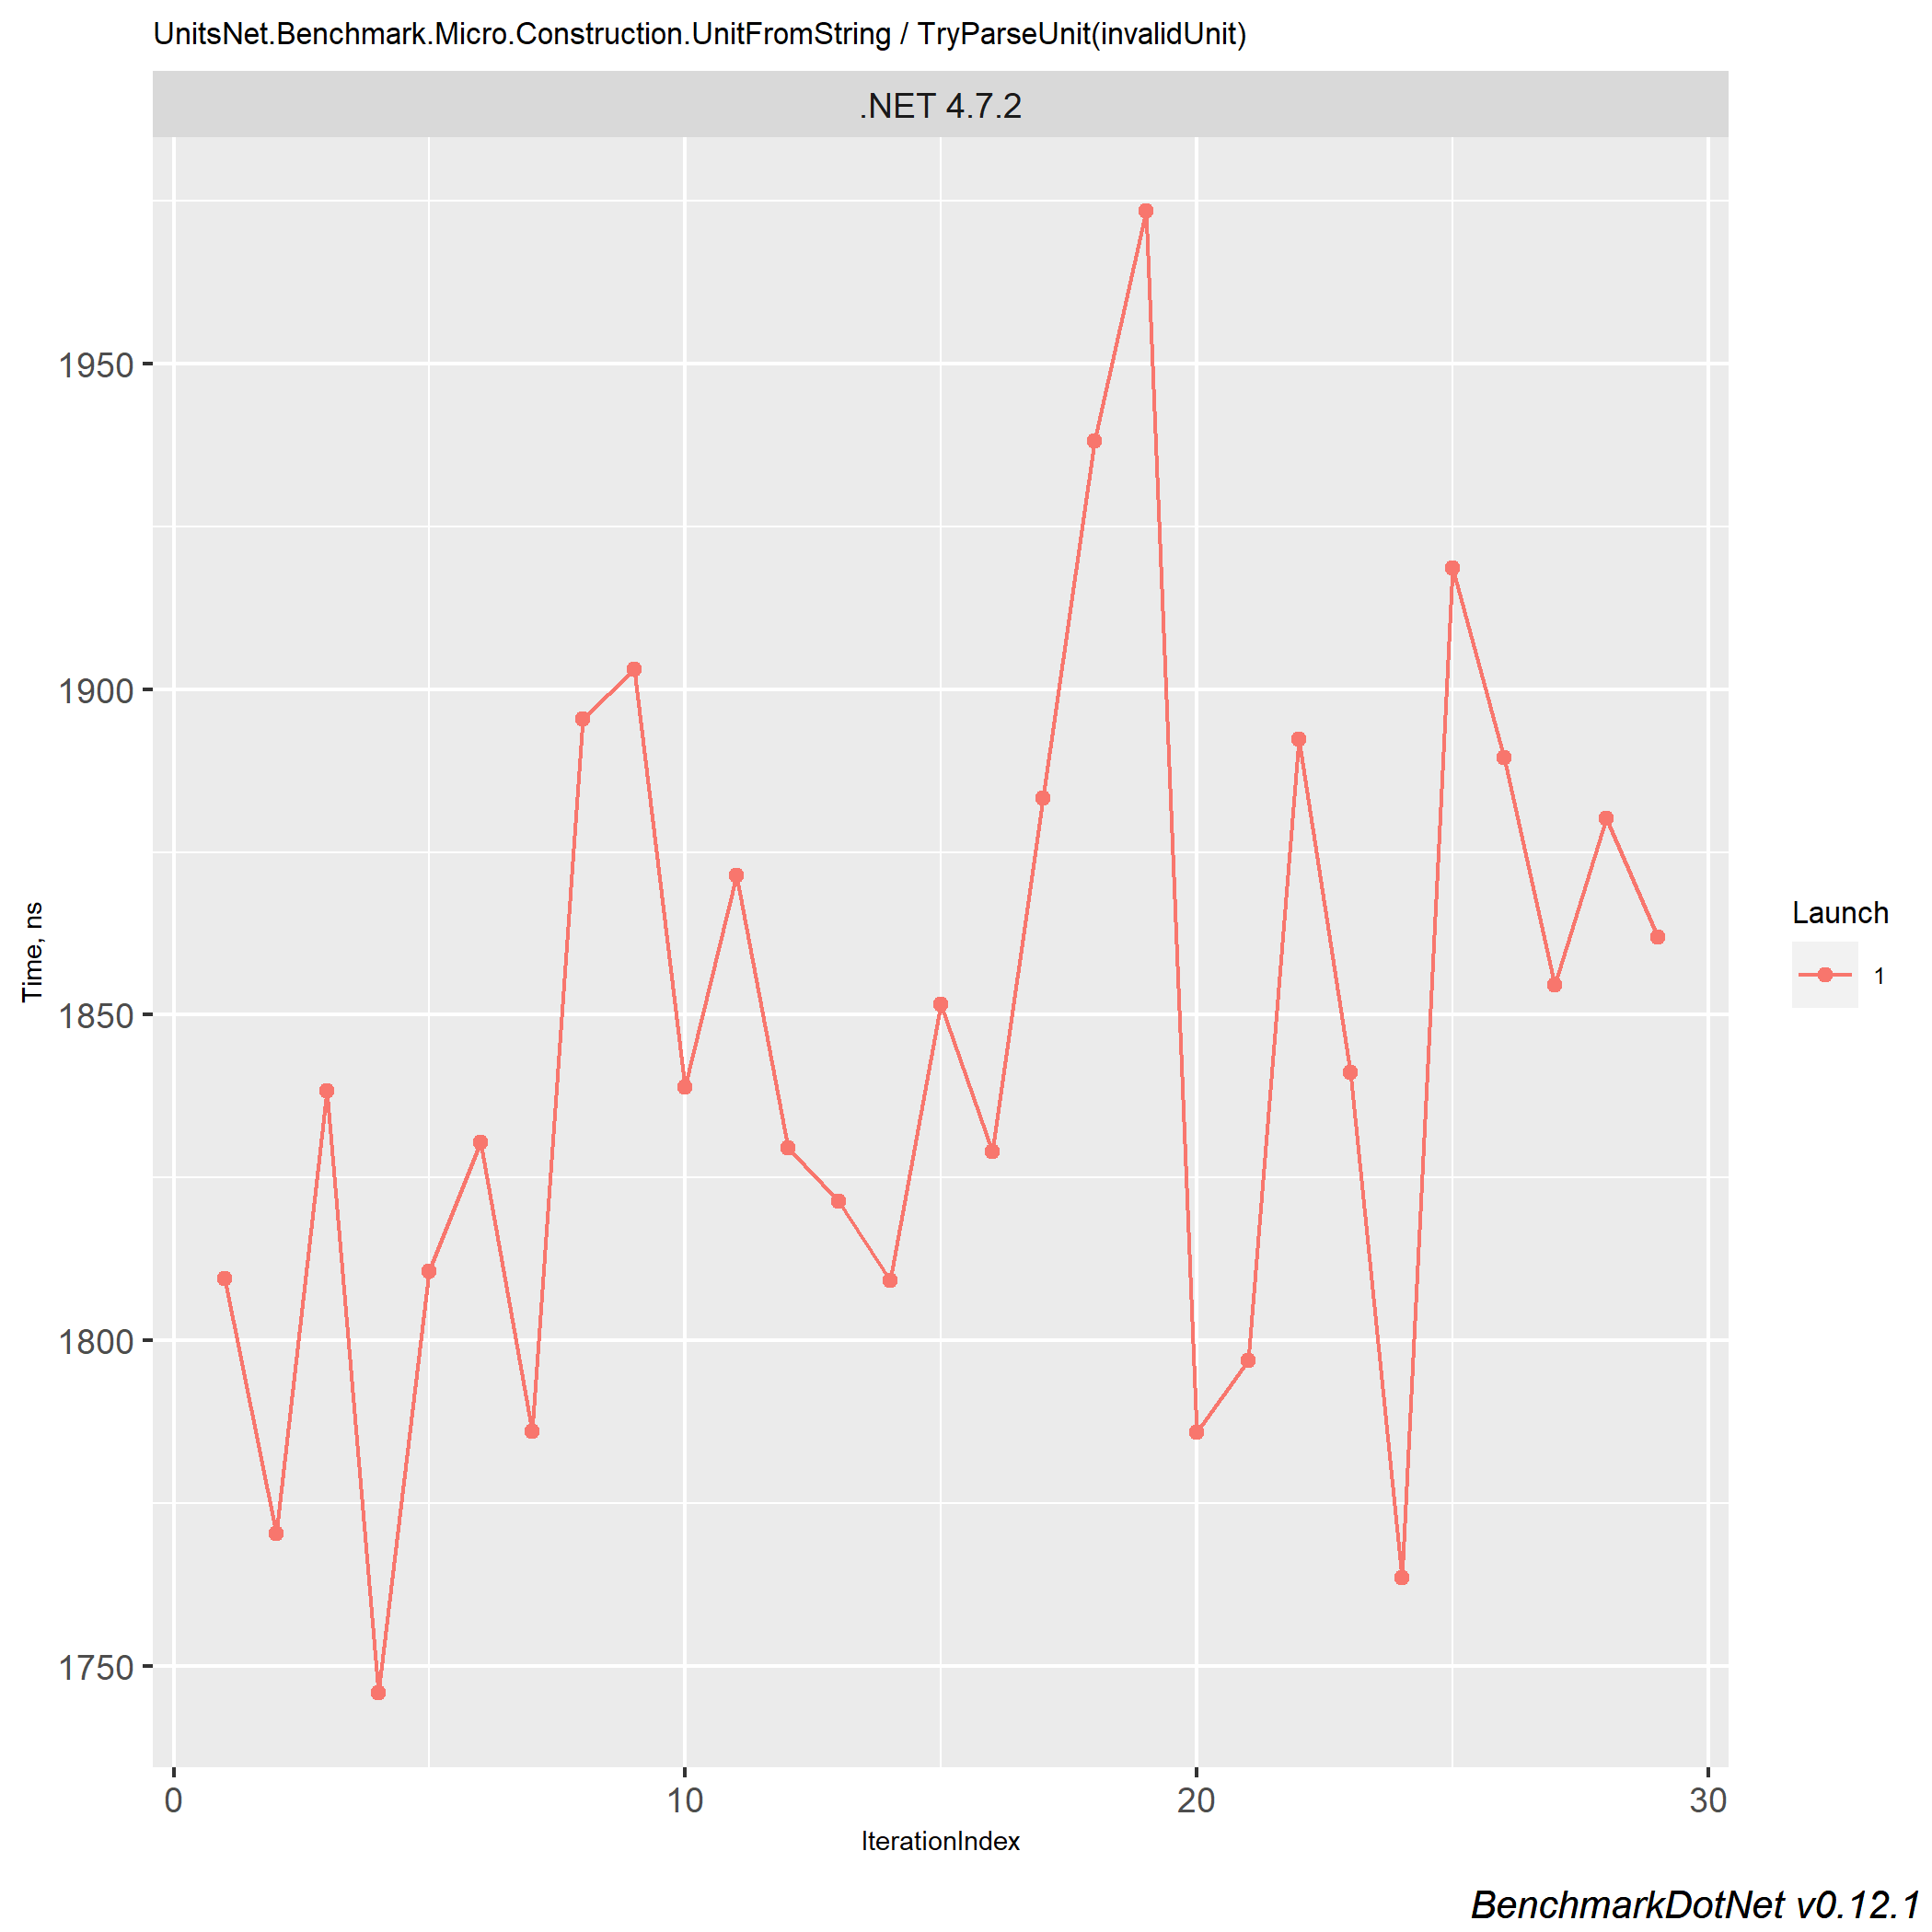 UnitsNet.Benchmark.Micro.Construction.UnitFromString / TryParseUnit(invalidUnit)
.NET 4.7.2
1950
1900
1850
1800
1750
Time, ns
0 10 20 30
IterationIndex
Launch
1
BenchmarkDotNet v0.12.1